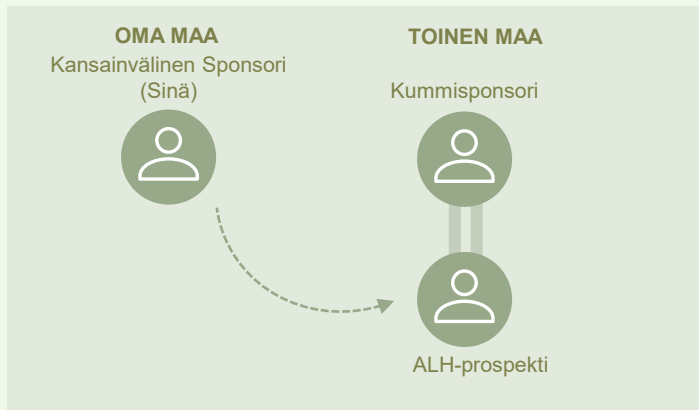 OMA MAA
Kansainvälinen Sponsori
(Sinä)
TOINEN MAA
Kummisponsori
ALH-prospekti